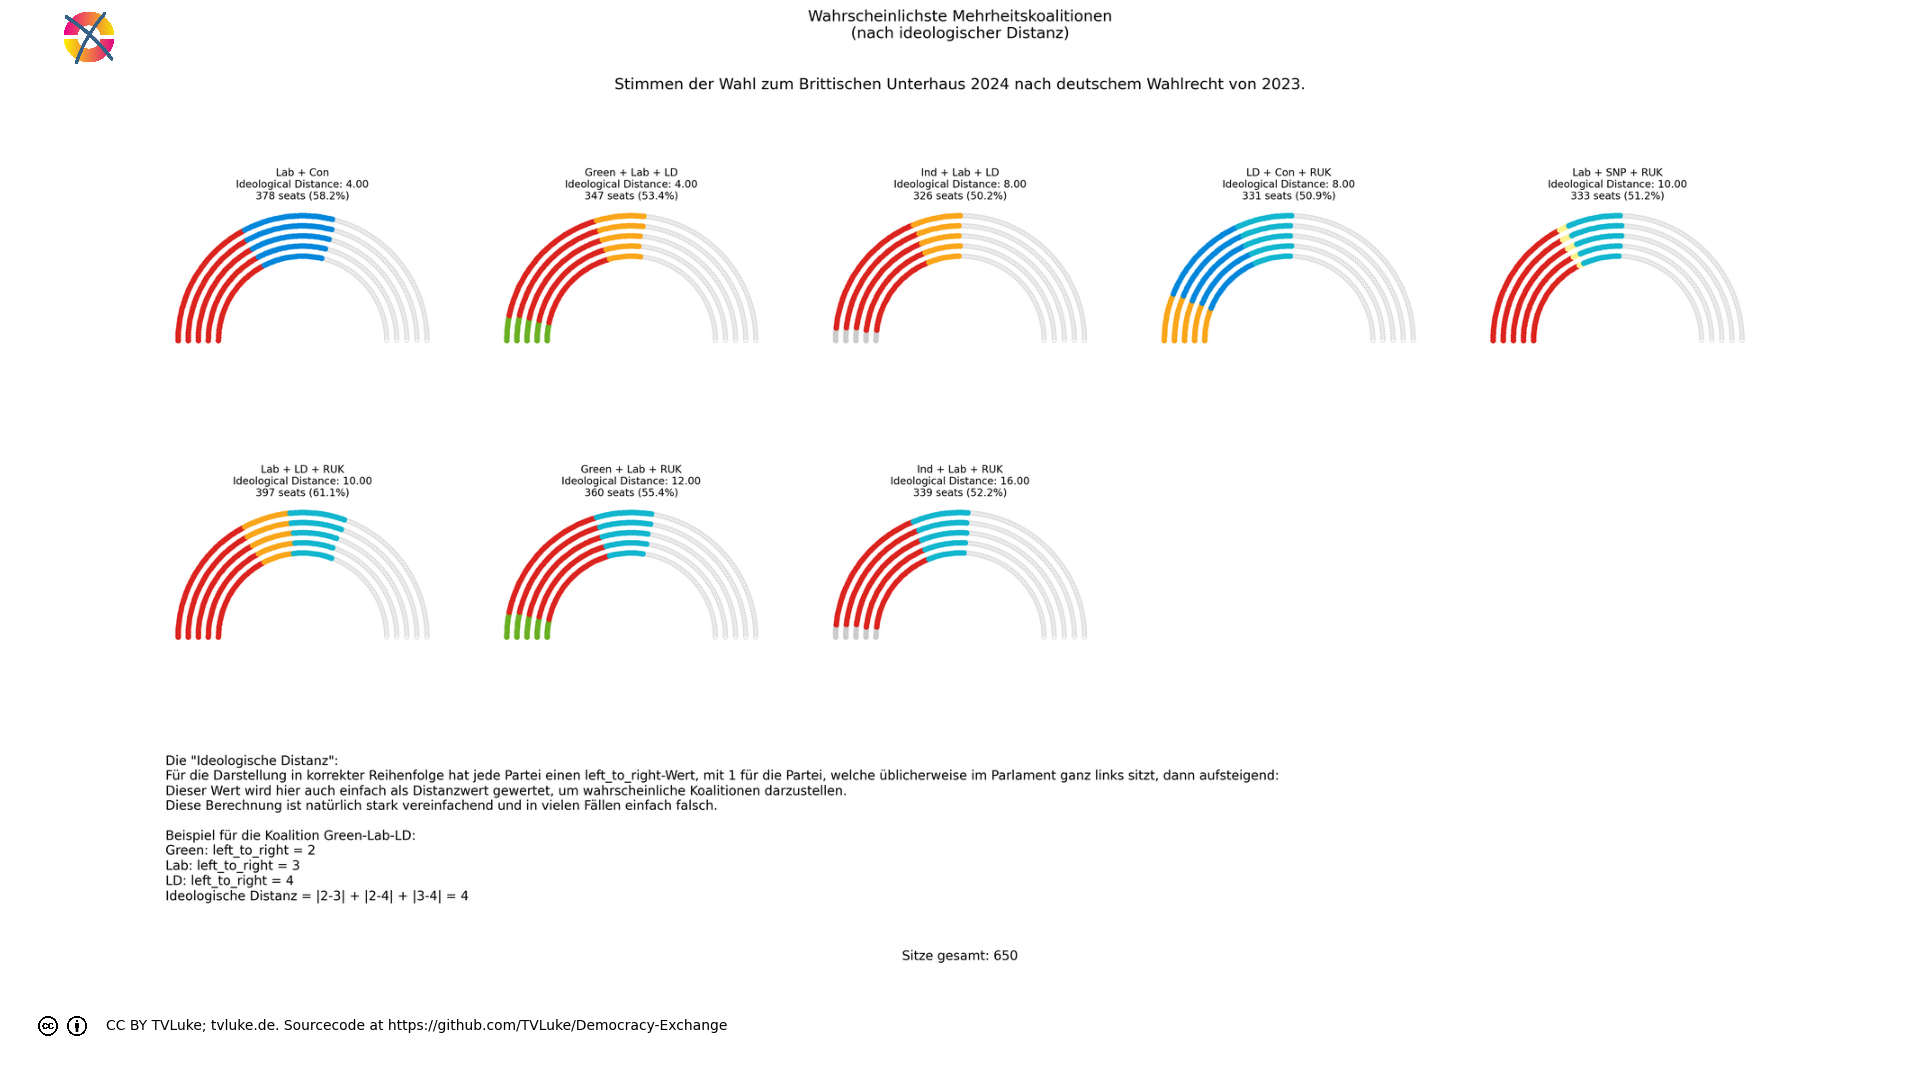 Wahrscheinlichste Mehrheitskoalitionen
(nach ideologischer Distanz)
Stimmen der Wahl zum Brittischen Unterhaus 2024 nach deutschem Wahlrecht von 2023.
Lab + Con
Ideological Distance: 4.00
378 seats (58.2%)
Green + Lab + LD
Ideological Distance: 4.00
347 seats (53.4%)
Ind + Lab + LD
Ideological Distance: 8.00
326 seats (50.2%)
LD + Con + RUK
Ideological Distance: 8.00
331 seats (50.9%)
Lab + SNP + RUK
Ideological Distance: 10.00
333 seats (51.2%)
Lab + LD + RUK
Ideological Distance: 10.00
397 seats (61.1%)
Green + Lab + RUK
Ideological Distance: 12.00
360 seats (55.4%)
Ind + Lab + RUK
Ideological Distance: 16.00
339 seats (52.2%)
Die "Ideologische Distanz":
Für die Darstellung in korrekter Reihenfolge hat jede Partei einen left_to_right-Wert, mit 1 für die Partei, welche üblicherweise im Parlament ganz links sitzt, dann aufsteigend:
Dieser Wert wird hier auch einfach als Distanzwert gewertet, um wahrscheinliche Koalitionen darzustellen.
Diese Berechnung ist natürlich stark vereinfachend und in vielen Fällen einfach falsch.
Beispiel für die Koalition Green-Lab-LD:
Green: left_to_right = 2
Lab: left_to_right = 3
LD: left_to_right = 4
Ideologische Distanz = |2-3| + |2-4| + |3-4| = 4
Sitze gesamt: 650
cc CC BY TVLuke; tvluke.de. Sourcecode at https://github.com/TVLuke/Democracy-Exchange